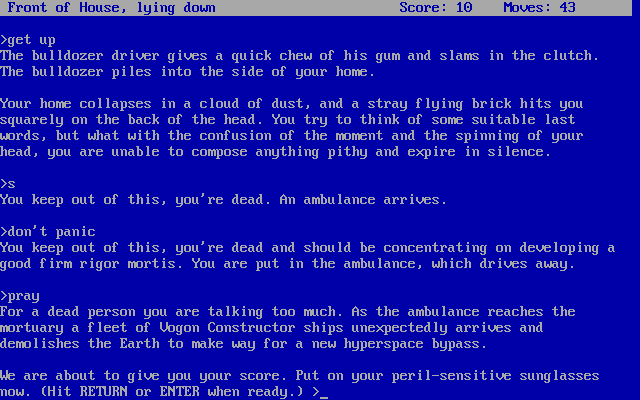 Front of House, lying down Score: 10 Moves: 43
>get up
The bulldozer driver gives a quick chew of his gum and slams in the clutch.
The bulldozer piles into the side of your home.
Your home collapses in a cloud of dust, and a stray flying brick hits you
squarely on the back of the head. You try to think of some suitable last
words, but what with the confusion of the moment and the spinning of your
head, you are unable to compose anything pithy and expire in silence.
>s
You keep out of this, you're dead. An ambulance arrives.
>don't panic
You keep out of this, you're dead and should be concentrating on developing a
good firm rigor mortis. You are put in the ambulance, which drives away.
>pray
For a dead person you are talking too much. As the ambulance reaches the
mortuary a fleet of Vogon Constructor ships unexpectedly arrives and
demolishes the Earth to make way for a new hyperspace bypass.
We are about to give you your score. Put on your peril-sensitive sunglasses
now. (Hit RETURN or ENTER when ready.) >_